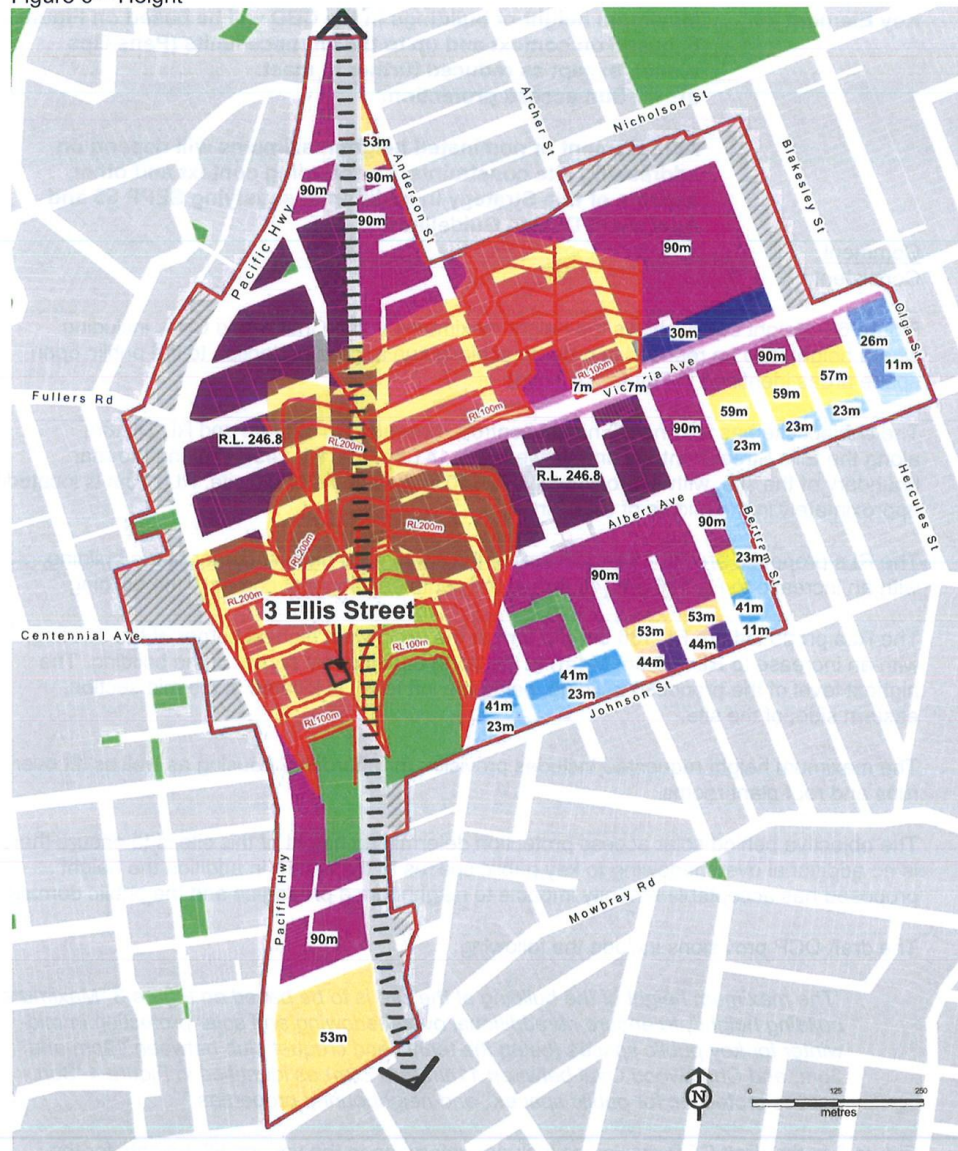 Figure 9 – Height
Archer St
Nicholson St
Blakesley St
53m
Anderson St
90m
90m
90m
Pacific Hwy
90m
Olga St
30m
26m
90m
11m
RL100m
7m
Victoria Ave
7m
57m
59m
59m
23m
23m
23m
Fullers Rd
RL100m
90m
R.L. 246.8
RL200m
R.L. 246.8
Hercules St
Albert Ave
90m
RL200m
RL200m
Bertram St
23m
90m
RL200m
3 Ellis Street
41m
Centennial Ave
53m
11m
53m
44m
RL100m
44m
41m
23m
Johnson St
41m
RL100m
23m
Pacific Hwy
Mowbray Rd
90m
53m
N
0
125
250
metres